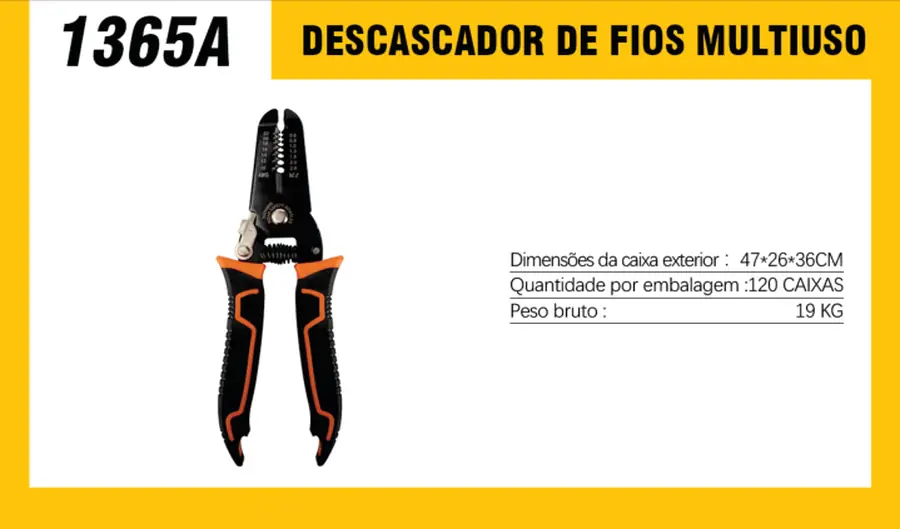 1365A
DESCASCADOR DE FIOS MULTIUSO
Dimensões da caixa exterior : 47*26*36CM
Quantidade por embalagem :120 CAIXAS
Peso bruto : 19 KG